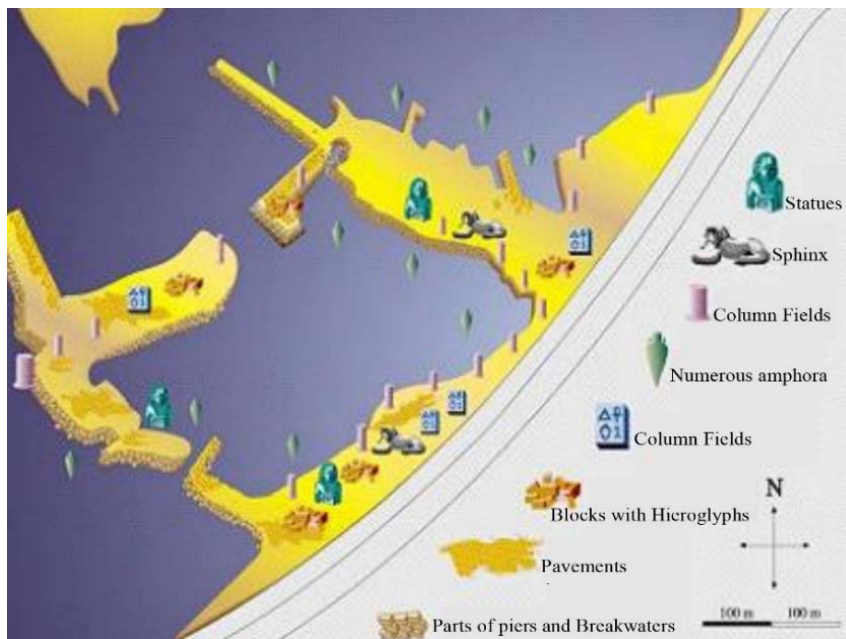 Statues
Sphinx
Column Fields
Numerous amphora
Column Fields
Blocks with Hieroglyphs
Pavements
Parts of piers and Breakwaters
N
100 m 100 m